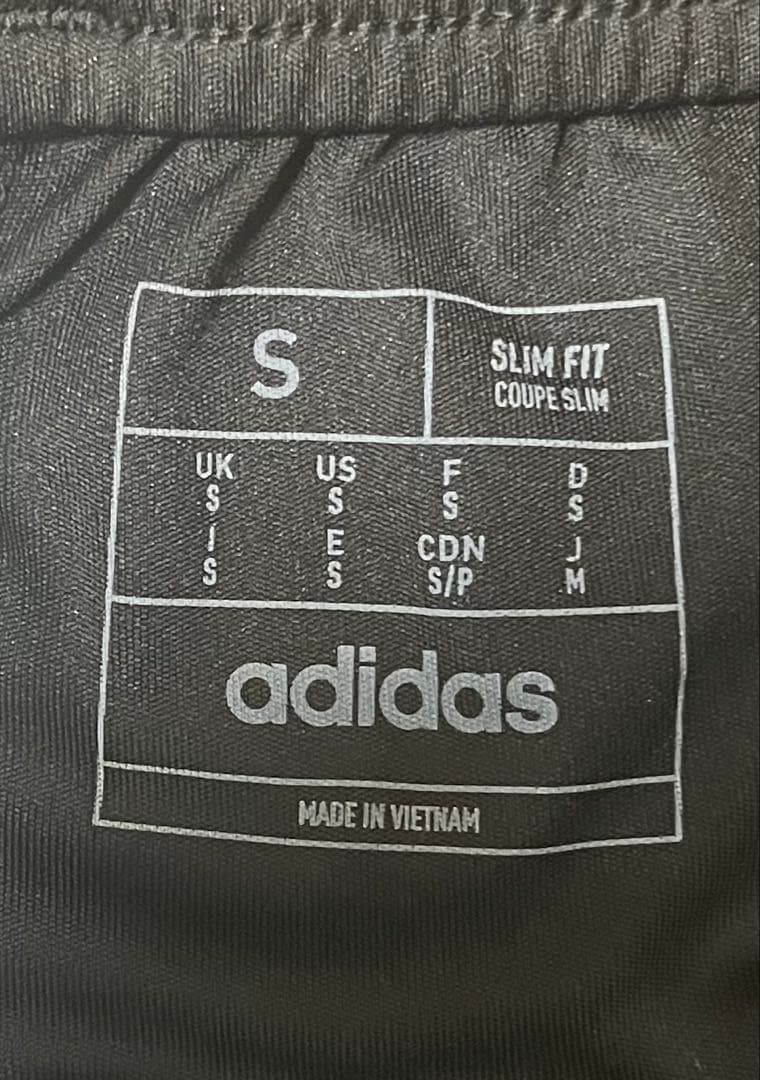 S
SLIM FIT
COUPE SLIM
UK US F D
S S S S
I E CDN J
S S S/P M
adidas
MADE IN VIETNAM